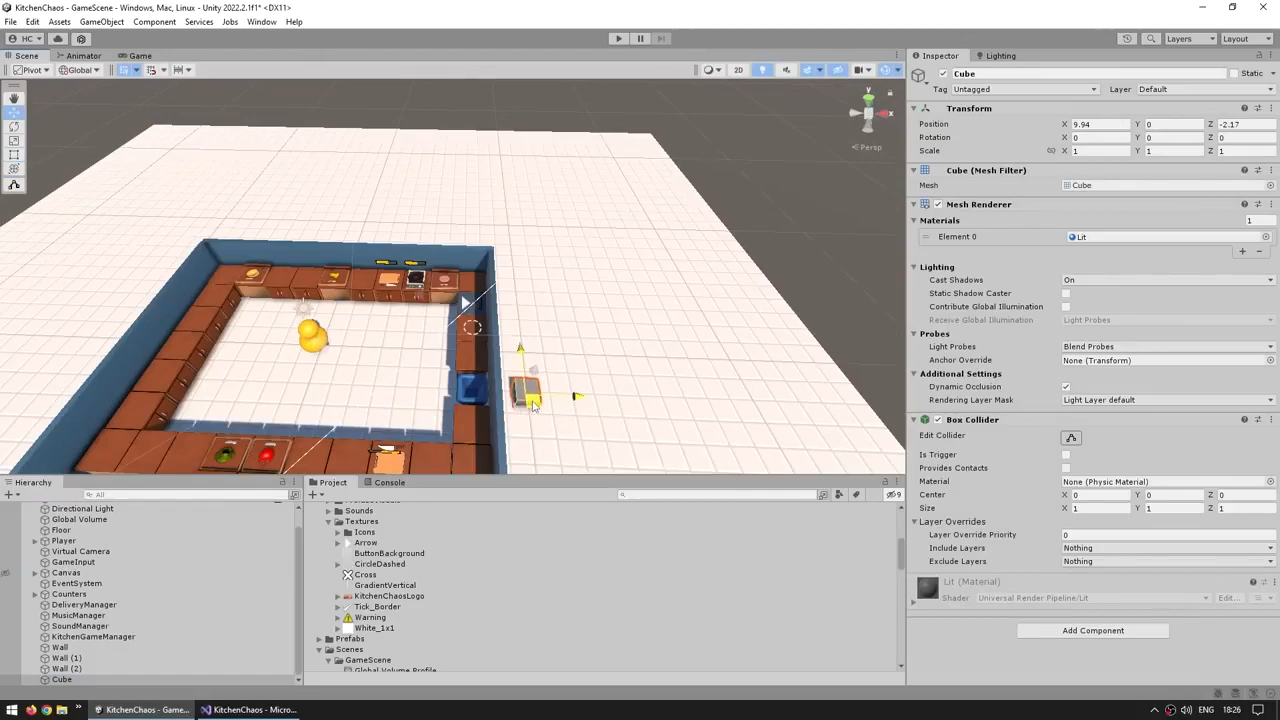 KitchenChaos - GameScene - Windows, Mac, Linux - Unity 2022.2.1f1* <DX11>
File Edit Assets GameObject Component Services Jobs Window Help
HC
Layers
Layout
Scene Animator Game
Pivot Global
2D
y
x
Persp
Inspector Lighting
Cube Static
Tag Untagged Layer Default
Transform
Position X 9.94 Y 0 Z -2.17
Rotation X 0 Y 0 Z 0
Scale X 1 Y 1 Z 1
Cube (Mesh Filter)
Mesh Cube
Mesh Renderer
Materials 1
Element 0 Lit
Lighting
Cast Shadows On
Static Shadow Caster
Contribute Global Illumination
Receive Global Illumination Light Probes
Probes
Light Probes Blend Probes
Anchor Override None (Transform)
Additional Settings
Dynamic Occlusion
Rendering Layer Mask Light Layer default
Box Collider
Edit Collider
Is Trigger
Provides Contacts
Material None (Physic Material)
Center X 0 Y 0 Z 0
Size X 1 Y 1 Z 1
Layer Overrides
Layer Override Priority 0
Include Layers Nothing
Exclude Layers Nothing
Lit (Material)
Shader Universal Render Pipeline/Lit Edit...
Add Component
Hierarchy
All
Directional Light
Global Volume
Floor
Player
Virtual Camera
GameInput
Canvas
EventSystem
Counters
DeliveryManager
MusicManager
SoundManager
KitchenGameManager
Wall
Wall (1)
Wall (2)
Cube
Project Console
9
Sounds
Textures
Icons
Arrow
ButtonBackground
CircleDashed
Cross
GradientVertical
KitchenChaosLogo
Tick_Border
Warning
White_1x1
Prefabs
Scenes
GameScene
Global Volume Profile
KitchenChaos - Game...
KitchenChaos - Micro...
ENG 18:26